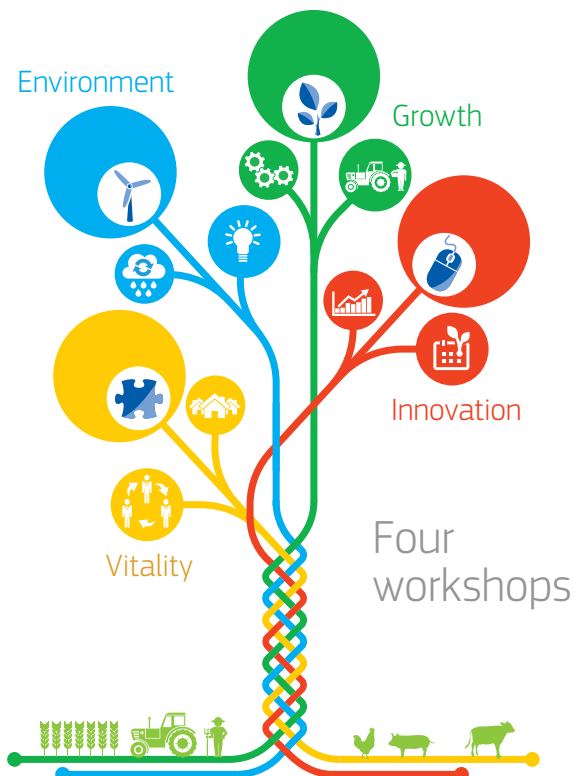 Environment
Growth
Innovation
Four
workshops
Vitality